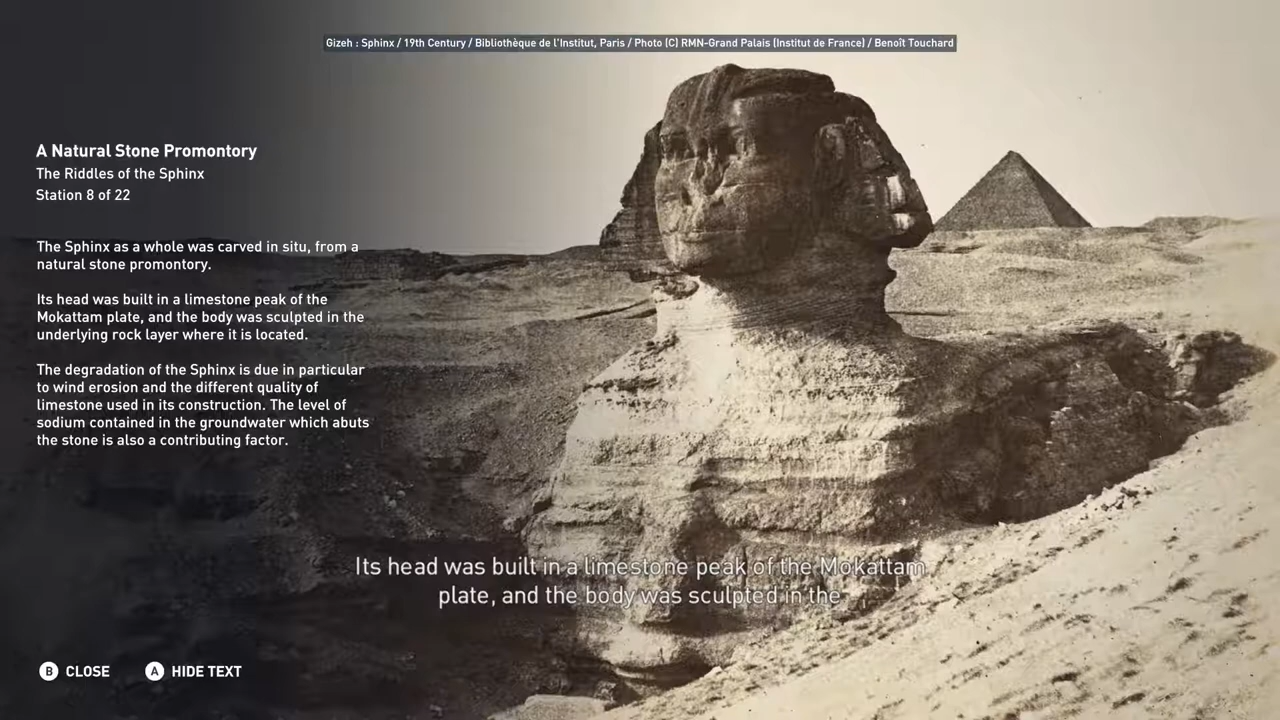 Gizeh : Sphinx / 19th Century / Bibliothèque de l'Institut, Paris / Photo (C) RMN-Grand Palais (Institut de France) / Benoît Touchard
A Natural Stone Promontory
The Riddles of the Sphinx
Station 8 of 22
The Sphinx as a whole was carved in situ, from a
natural stone promontory.
Its head was built in a limestone peak of the
Mokattam plate, and the body was sculpted in the
underlying rock layer where it is located.
The degradation of the Sphinx is due in particular
to wind erosion and the different quality of
limestone used in its construction. The level of
sodium contained in the groundwater which abuts
the stone is also a contributing factor.
Its head was built in a limestone peak of the Mokattam
plate, and the body was sculpted in the
B CLOSE A HIDE TEXT